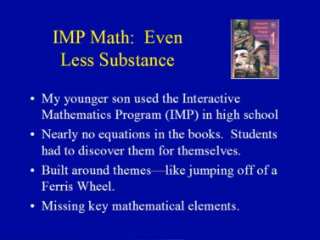 IMP Math:  Even
Less Substance
• My younger son used the Interactive
Mathematics Program (IMP) in high school
• Nearly no equations in the books.  Students
had to discover them for themselves.
• Built around themes—like jumping off of a
Ferris Wheel.
• Missing key mathematical elements.